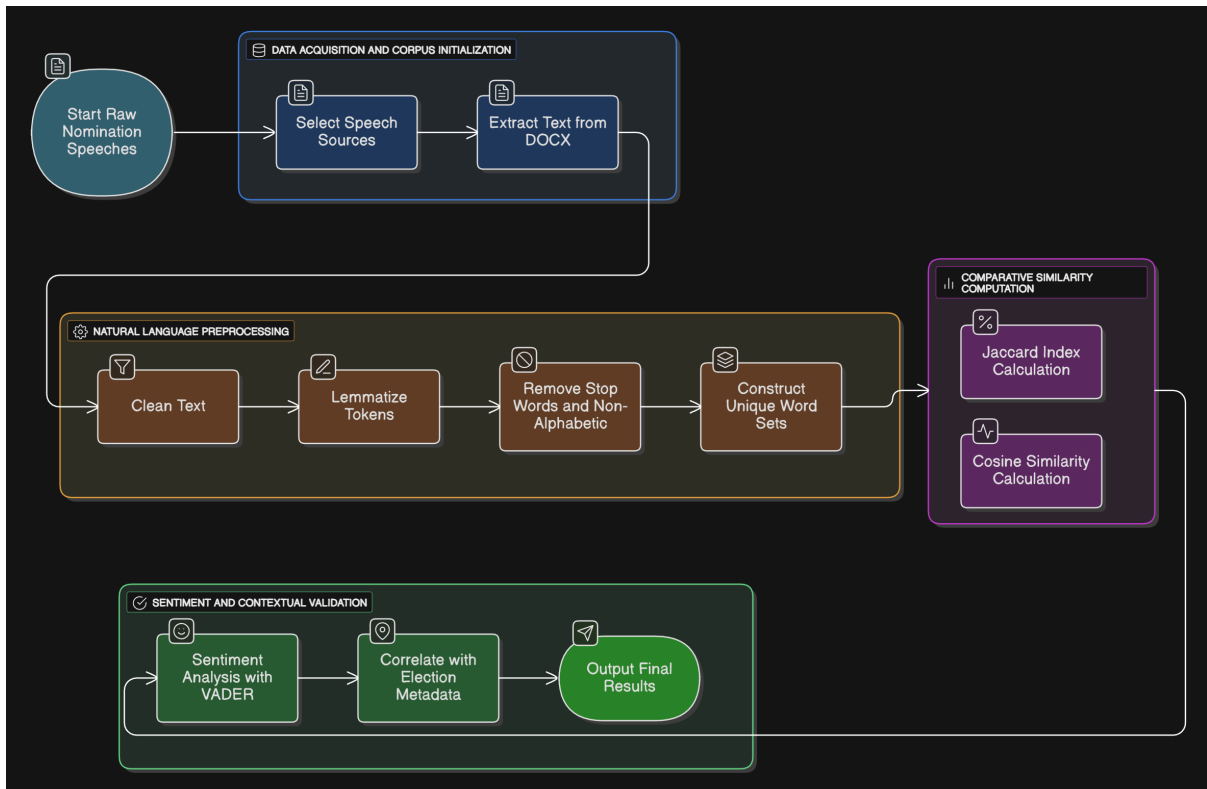 DATA ACQUISITION AND CORPUS INITIALIZATION
Start Raw
Nomination
Speeches
Select Speech
Sources
Extract Text from
DOCX
NATURAL LANGUAGE PREPROCESSING
Clean Text
Lemmatize
Tokens
Remove Stop
Words and Non-
Alphabetic
Construct
Unique Word
Sets
COMPARATIVE SIMILARITY
COMPUTATION
Jaccard Index
Calculation
Cosine Similarity
Calculation
SENTIMENT AND CONTEXTUAL VALIDATION
Sentiment
Analysis with
VADER
Correlate with
Election
Metadata
Output Final
Results